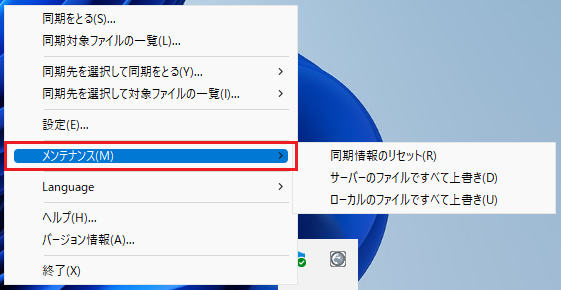 同期をとる(S)...
同期対象ファイルの一覧(L)...
同期先を選択して同期をとる(Y)...
同期先を選択して対象ファイルの一覧(I)...
設定(E)...
メンテナンス(M)
同期情報のリセット(R)
サーバーのファイルですべて上書き(D)
ローカルのファイルですべて上書き(U)
Language
ヘルプ(H)...
バージョン情報(A)...
終了(X)